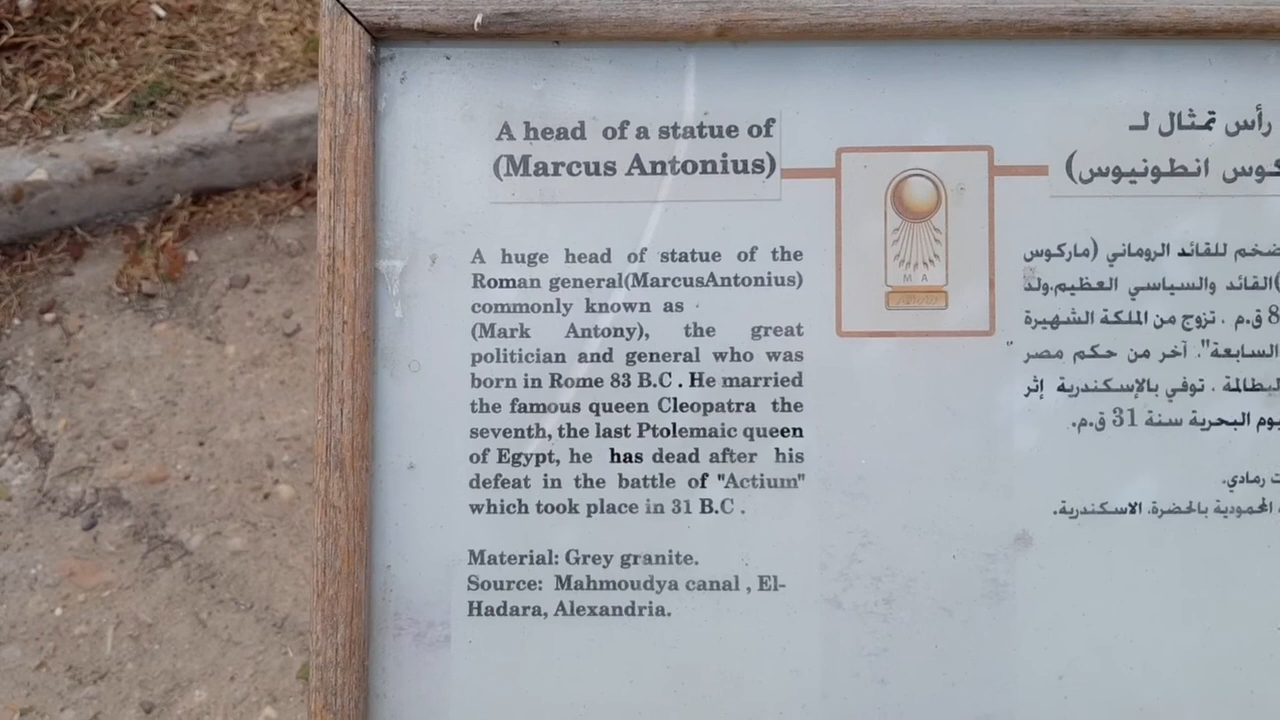 A head of a statue of
(Marcus Antonius)
A huge head of statue of the
Roman general(MarcusAntonius)
commonly known as
(Mark Antony), the great
politician and general who was
born in Rome 83 B.C . He married
the famous queen Cleopatra the
seventh, the last Ptolemaic queen
of Egypt, he has dead after his
defeat in the battle of "Actium"
which took place in 31 B.C .
Material: Grey granite.
Source: Mahmoudya canal , El-
Hadara, Alexandria.
M A
رأس تمثال لـ
انطونيوس)
للقائد الروماني (ماركوس
القائد والسياسي العظيم.ولد
ق.م . تزوج من الملكة الشهيرة
السابعة". آخر من حكم مصر
البطالمة . توفي بالإسكندرية إثر
البحرية سنة 31 ق.م.
رمادي.
المحمودية بالحضرة. الاسكندرية.